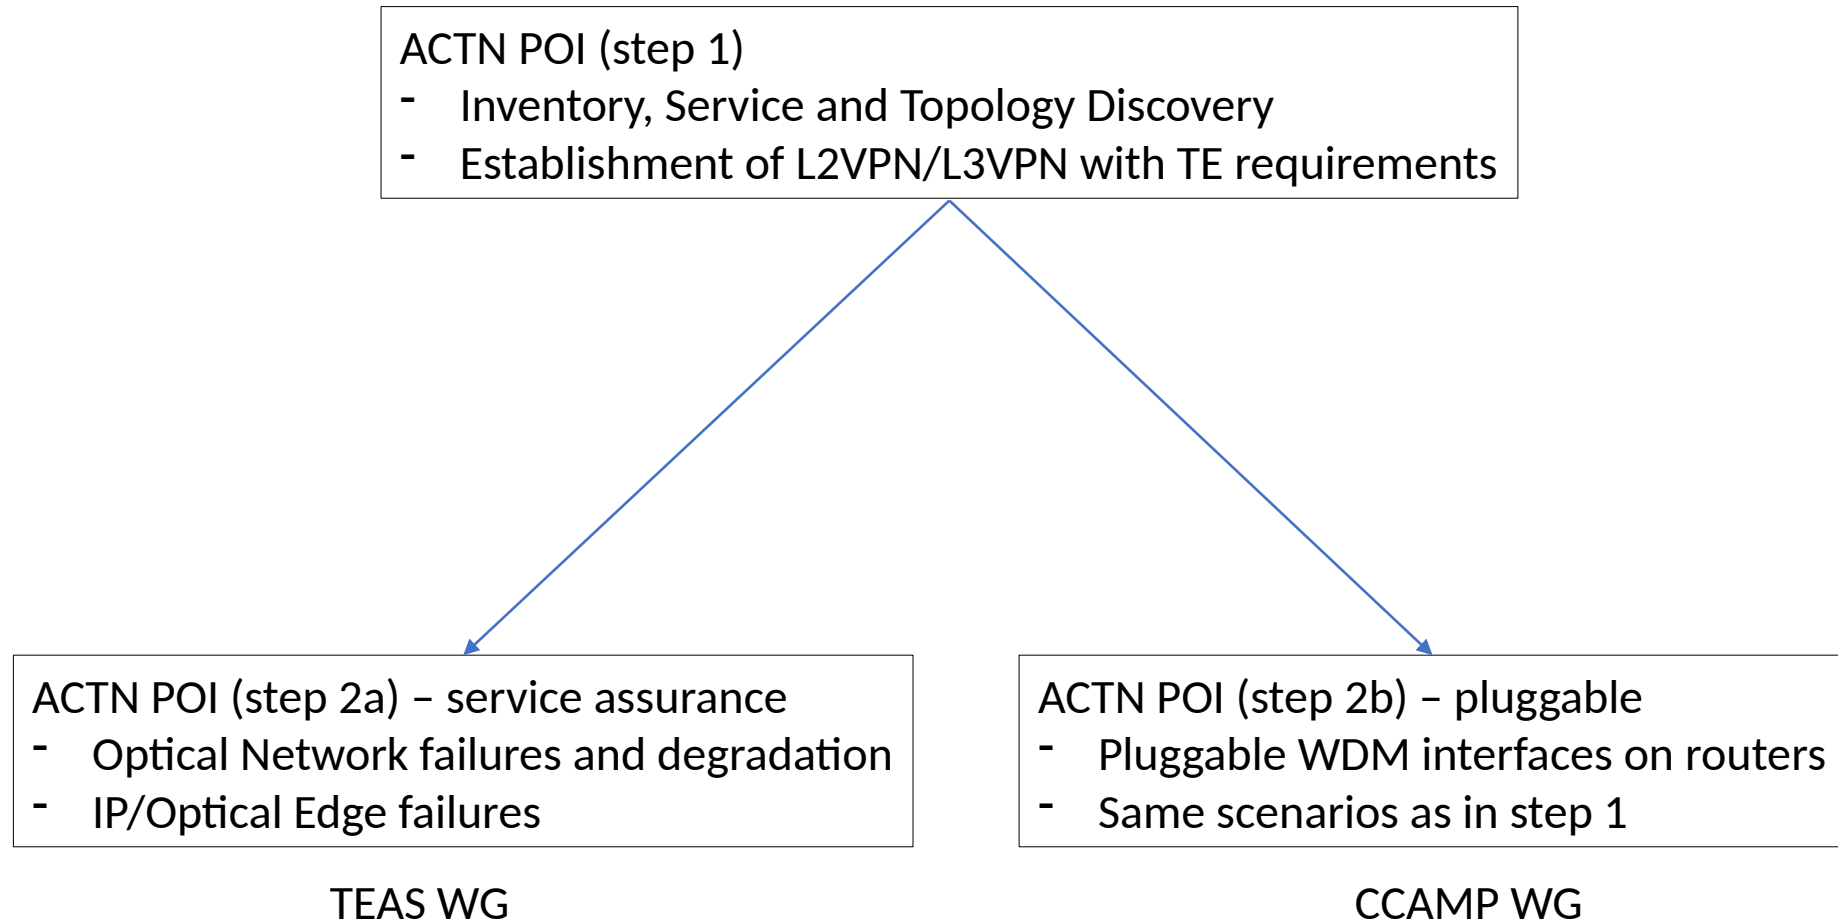 ACTN POI (step 1)
- Inventory, Service and Topology Discovery
- Establishment of L2VPN/L3VPN with TE requirements
ACTN POI (step 2a) – service assurance
- Optical Network failures and degradation
- IP/Optical Edge failures
TEAS WG
ACTN POI (step 2b) – pluggable
- Pluggable WDM interfaces on routers
- Same scenarios as in step 1
CCAMP WG